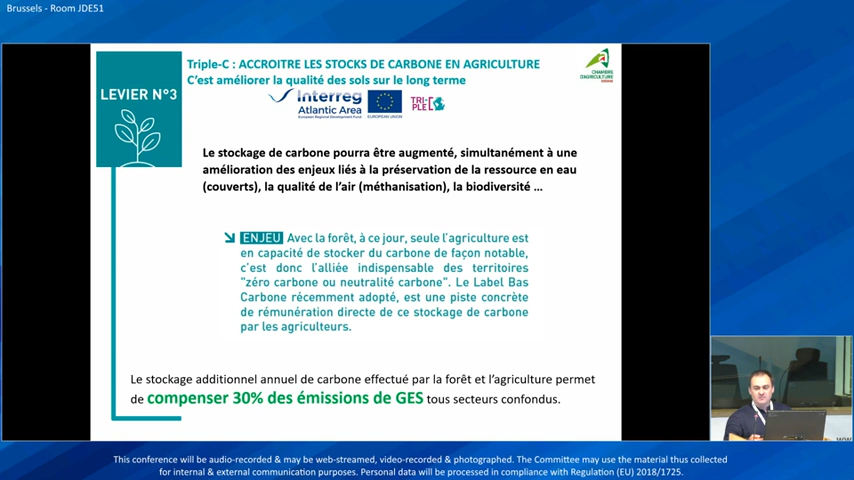 Brussels - Room JDE51
LEVIER N°3
Triple-C : ACCROITRE LES STOCKS DE CARBONE EN AGRICULTURE
C'est améliorer la qualité des sols sur le long terme
CHAMBRE
D'AGRICULTURE
Interreg
Atlantic Area
European Regional Development Fund
EUROPEAN UNION
TRI-
PLE
Le stockage de carbone pourra être augmenté, simultanément à une
amélioration des enjeux liés à la préservation de la ressource en eau
(couverts), la qualité de l'air (méthanisation), la biodiversité ...
ENJEU Avec la forêt, à ce jour, seule l'agriculture est
en capacité de stocker du carbone de façon notable,
c'est donc l'alliée indispensable des territoires
"zéro carbone ou neutralité carbone". Le Label Bas
Carbone récemment adopté, est une piste concrète
de rémunération directe de ce stockage de carbone
par les agriculteurs.
Le stockage additionnel annuel de carbone effectué par la forêt et l'agriculture permet
de compenser 30% des émissions de GES tous secteurs confondus.
This conference will be audio-recorded & may be web-streamed, video-recorded & photographed. The Committee may use the material thus collected
for internal & external communication purposes. Personal data will be processed in compliance with Regulation (EU) 2018/1725.